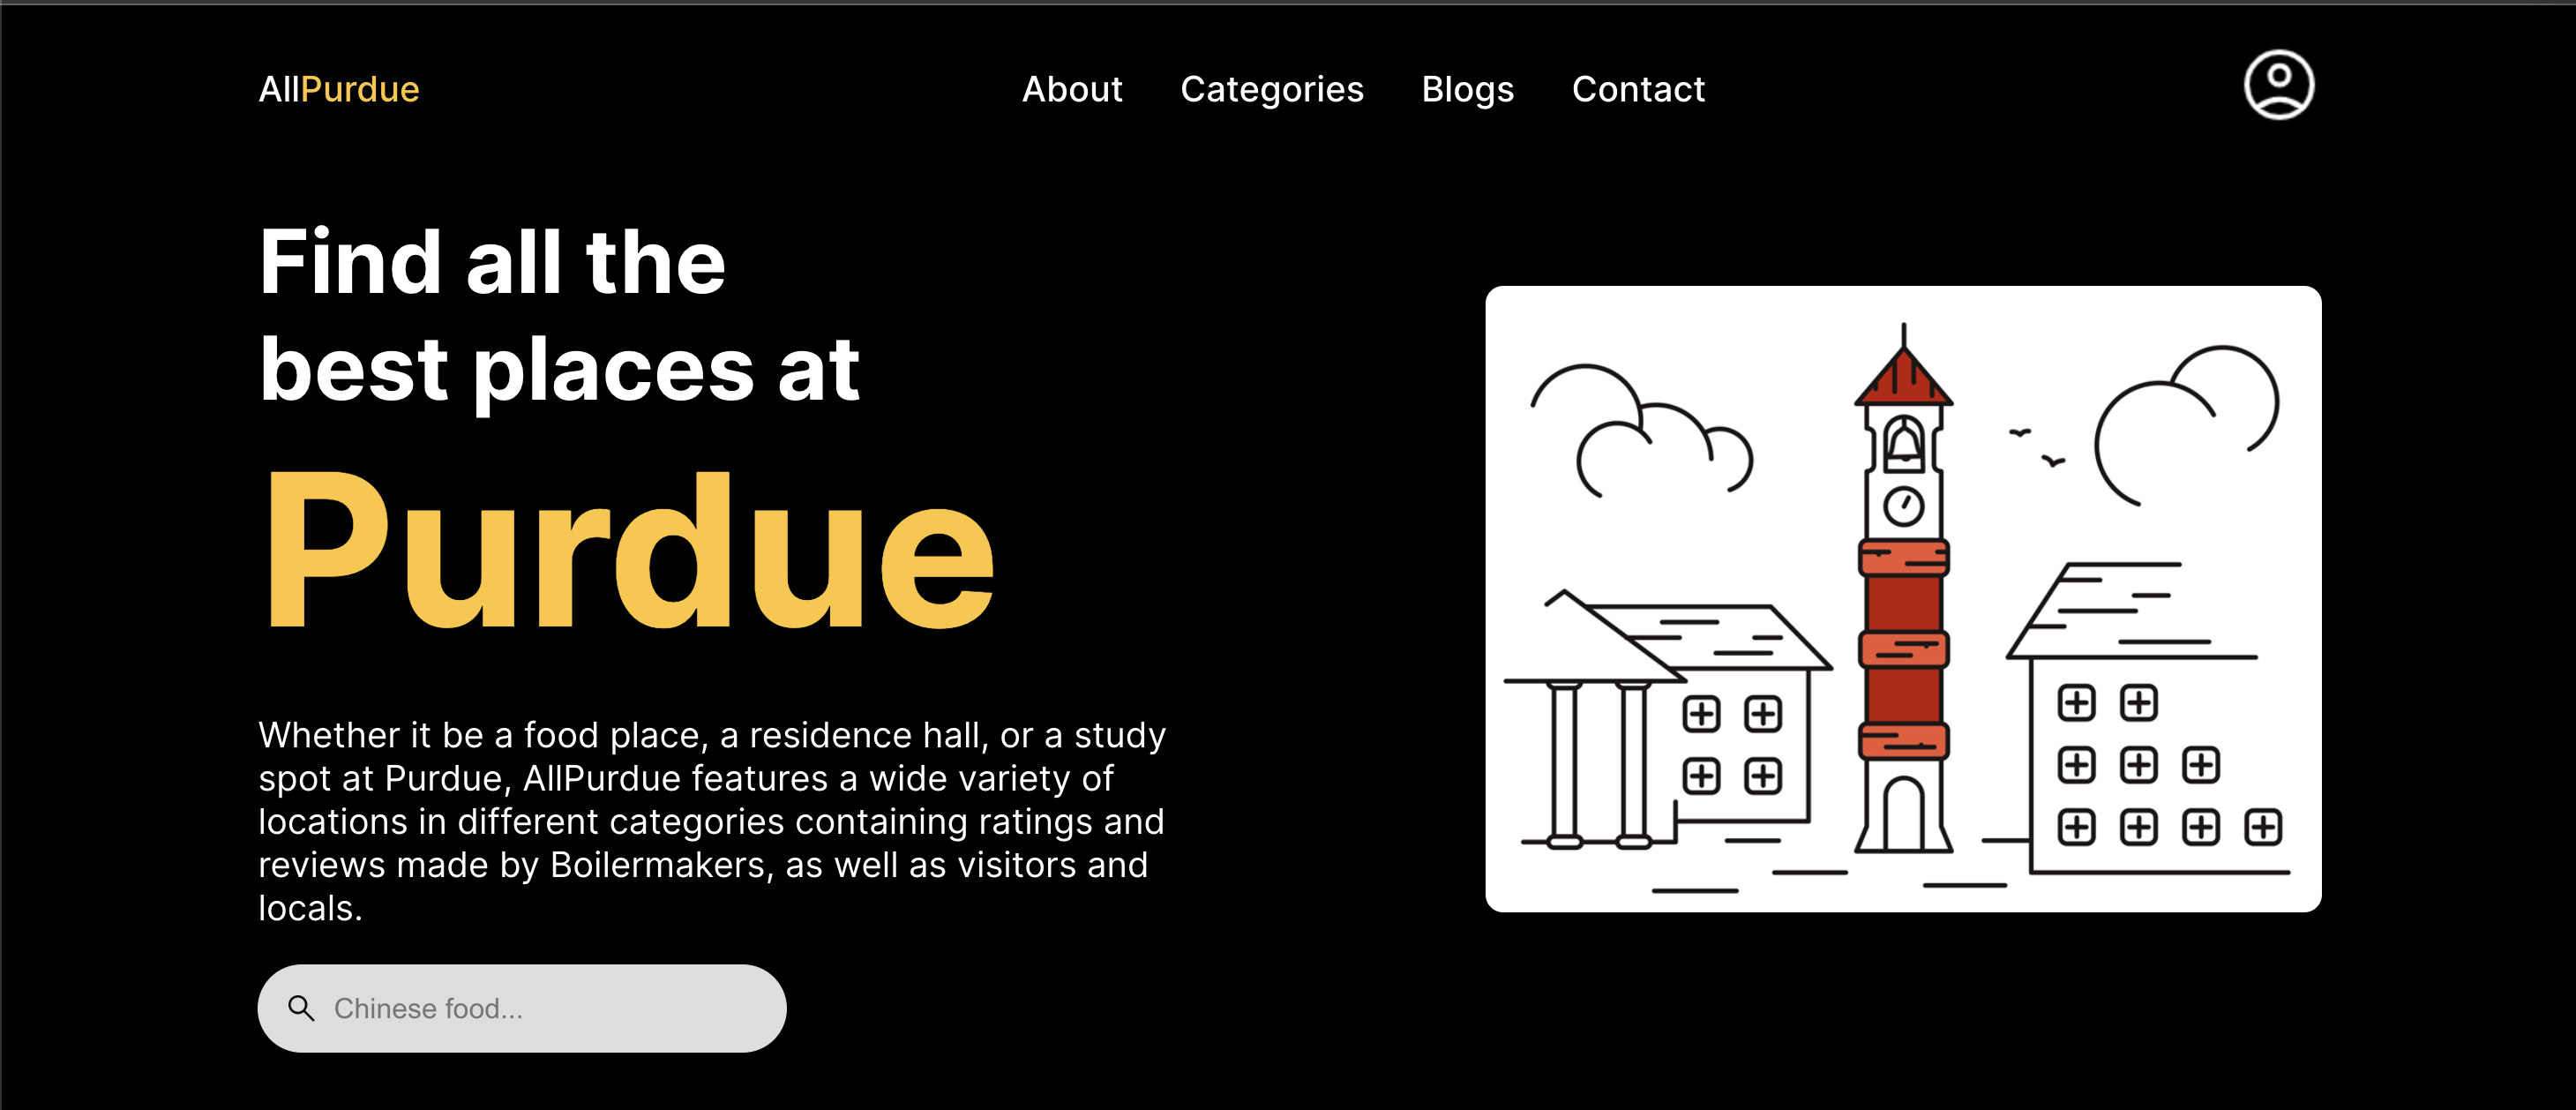 AllPurdue
About Categories Blogs Contact
Find all the
best places at
Purdue
Whether it be a food place, a residence hall, or a study
spot at Purdue, AllPurdue features a wide variety of
locations in different categories containing ratings and
reviews made by Boilermakers, as well as visitors and
locals.
Chinese food...